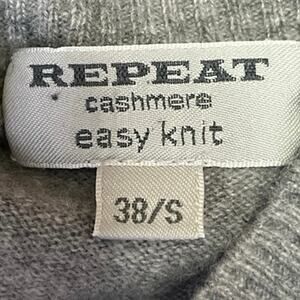 REPEAT
cashmere
easy knit
38/S